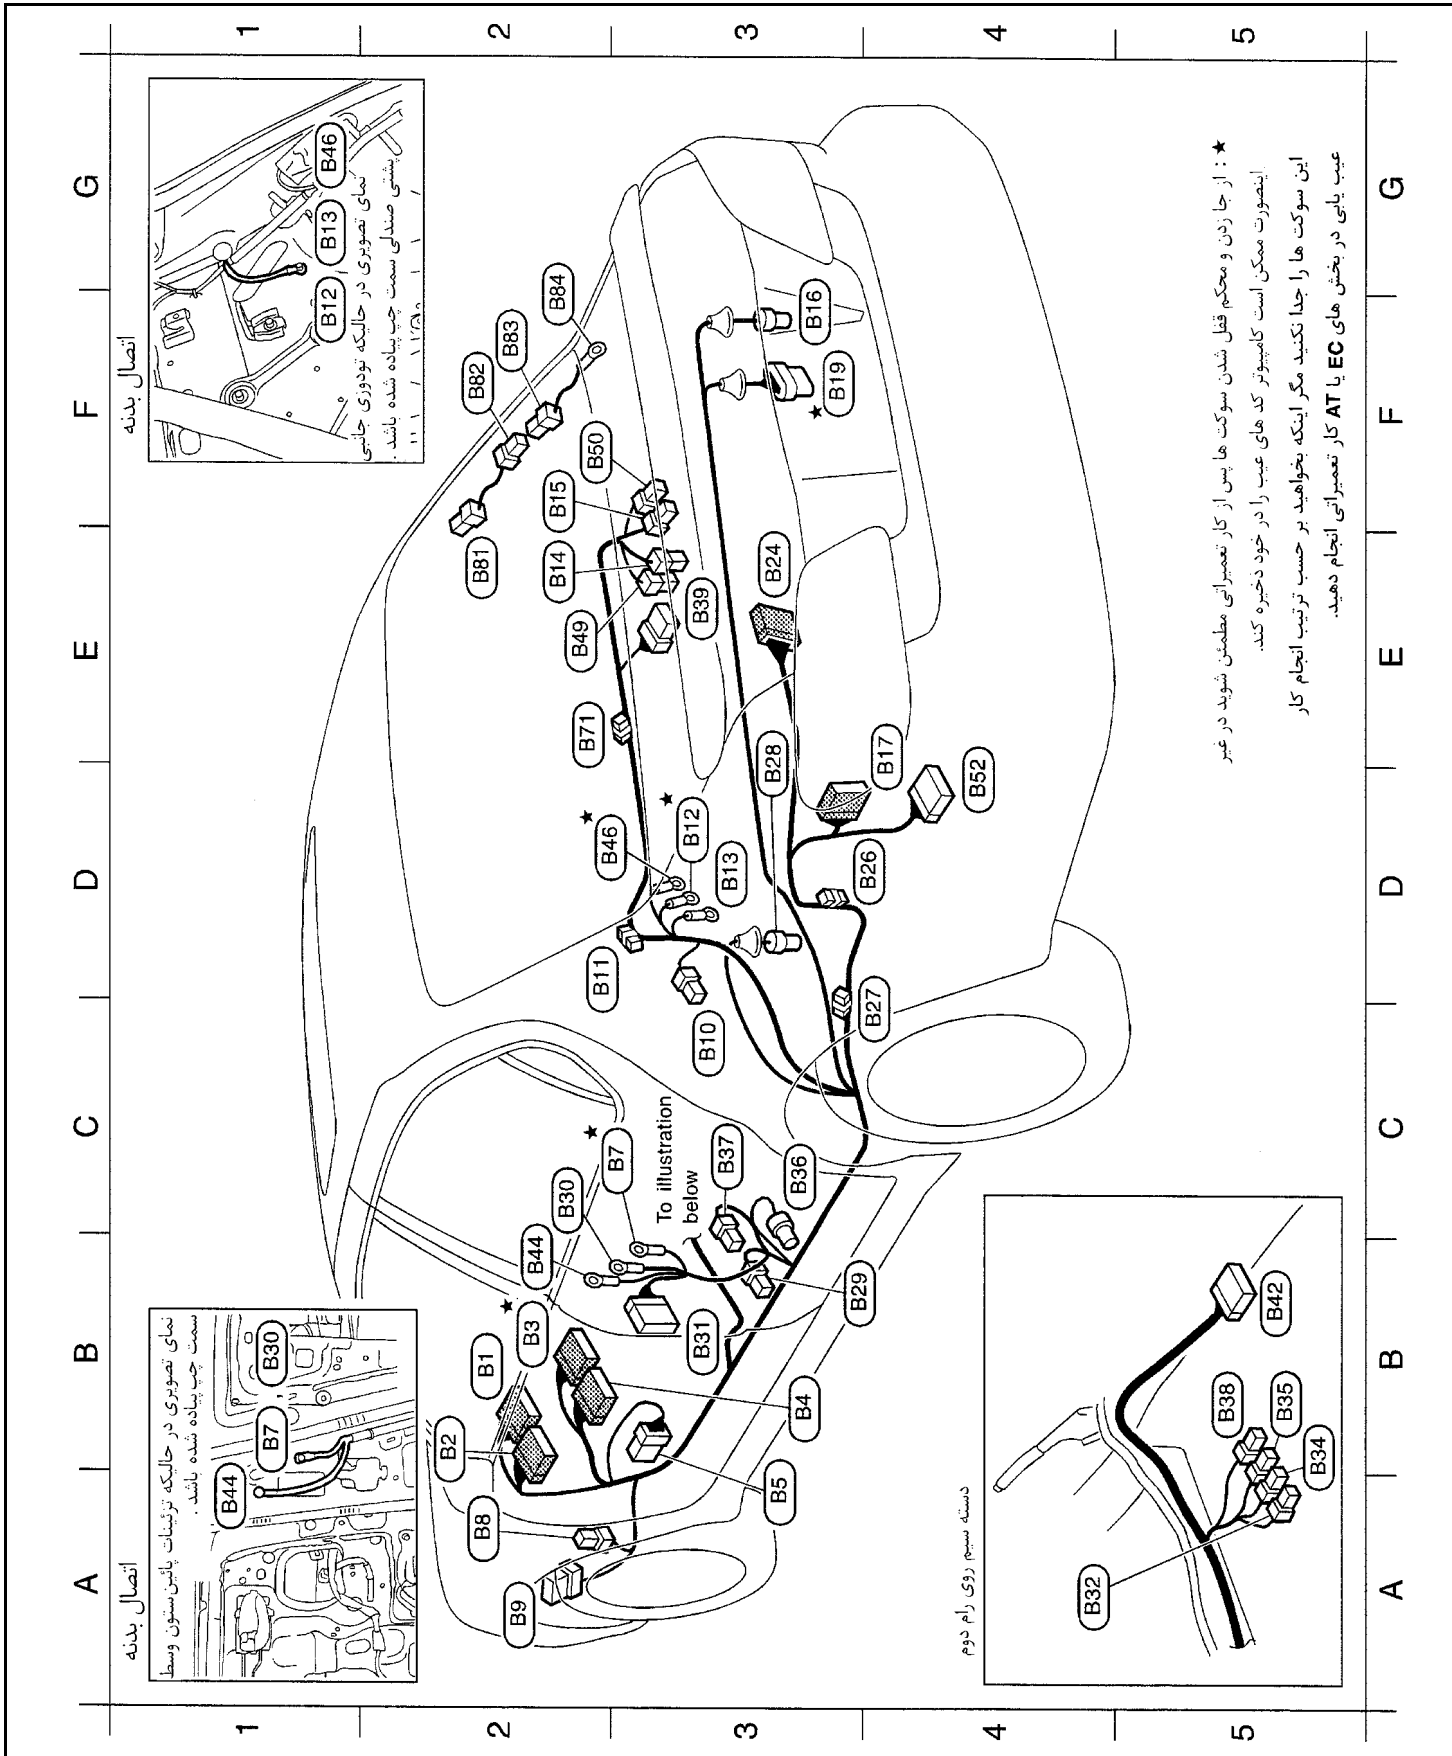 1
2
3
4
5
G
F
E
D
C
B
A
اتصال بدنه
نمای تصویری در حالیکه تزئینات پائین ستون وسط
سمت چپ پیاده شده باشد.
B44
B7
,
B30
اتصال بدنه
B12
B13
B46
نمای تصویری در حالیکه تودوزی جانبی
پشتی صندلی سمت چپ پیاده شده باشد.
B81
B82
B83
B84
B9
B8
B2
B1
B3
★
B44
B30
B7
★
B11
B46
★
B71
B49
B14
B15
B50
B5
B4
B31
B29
B36
B37
To illustration
below
B10
B13
B12
★
B28
B39
B24
B19
★
B16
B27
B26
B17
B52
دسته سیم روی رام دوم
B32
B34
B35
B38
B42
★ : از جا زدن و محکم قفل شدن سوکت ها پس از کار تعمیراتی مطمئن شوید در غیر
اینصورت ممکن است کامپیوتر کد های عیب را در خود ذخیره کند.
این سوکت ها را جدا نکنید مگر اینکه بخواهید بر حسب ترتیب انجام کار
عیب یابی در بخش های EC یا AT کار تعمیراتی انجام دهید.
A
B
C
D
E
F
G
1
2
3
4
5